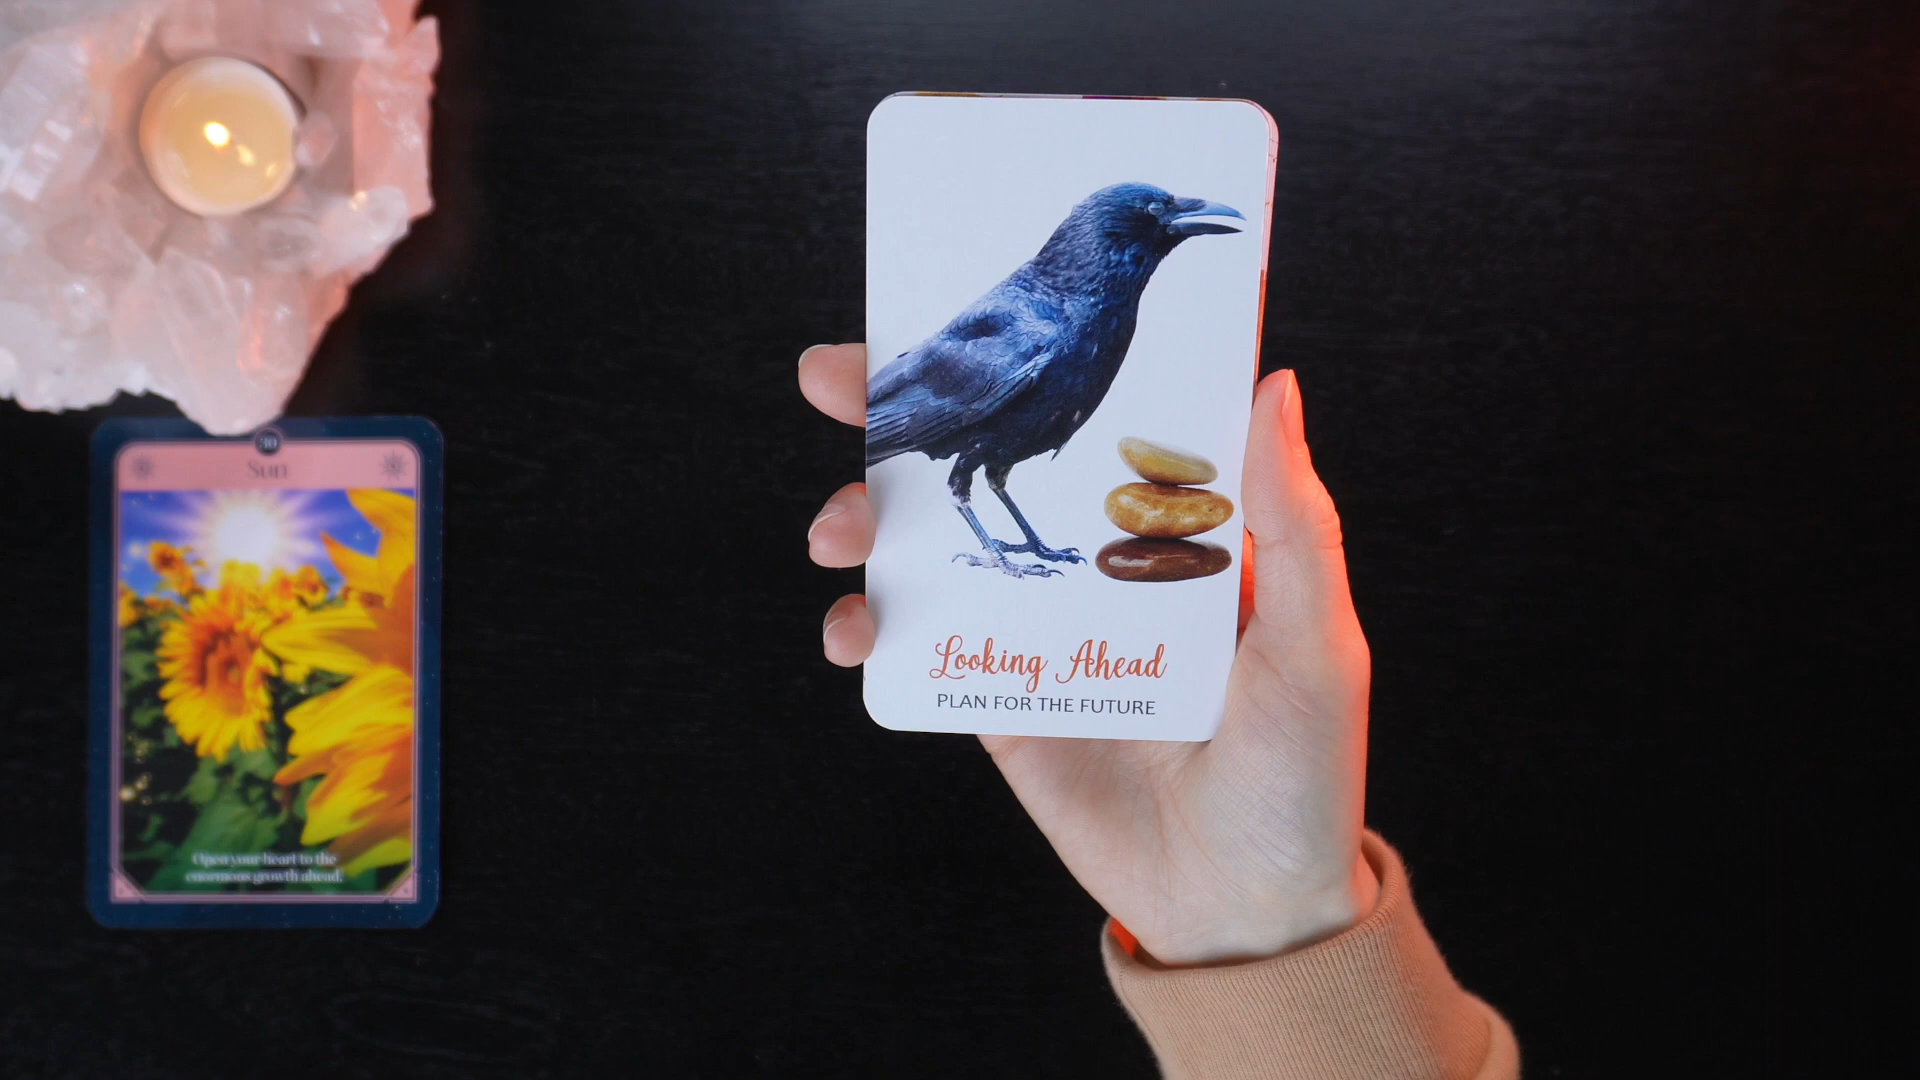 30
Sun
Open your heart to the
enormous growth ahead.
Looking Ahead
PLAN FOR THE FUTURE